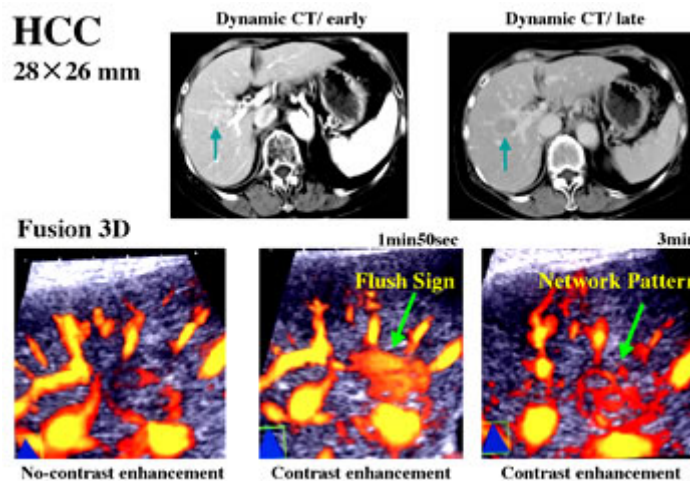 HCC
28×26 mm
Dynamic CT/ early
Dynamic CT/ late
Fusion 3D
1min50sec
3min
Flush Sign
Network Pattern
No-contrast enhancement
Contrast enhancement
Contrast enhancement